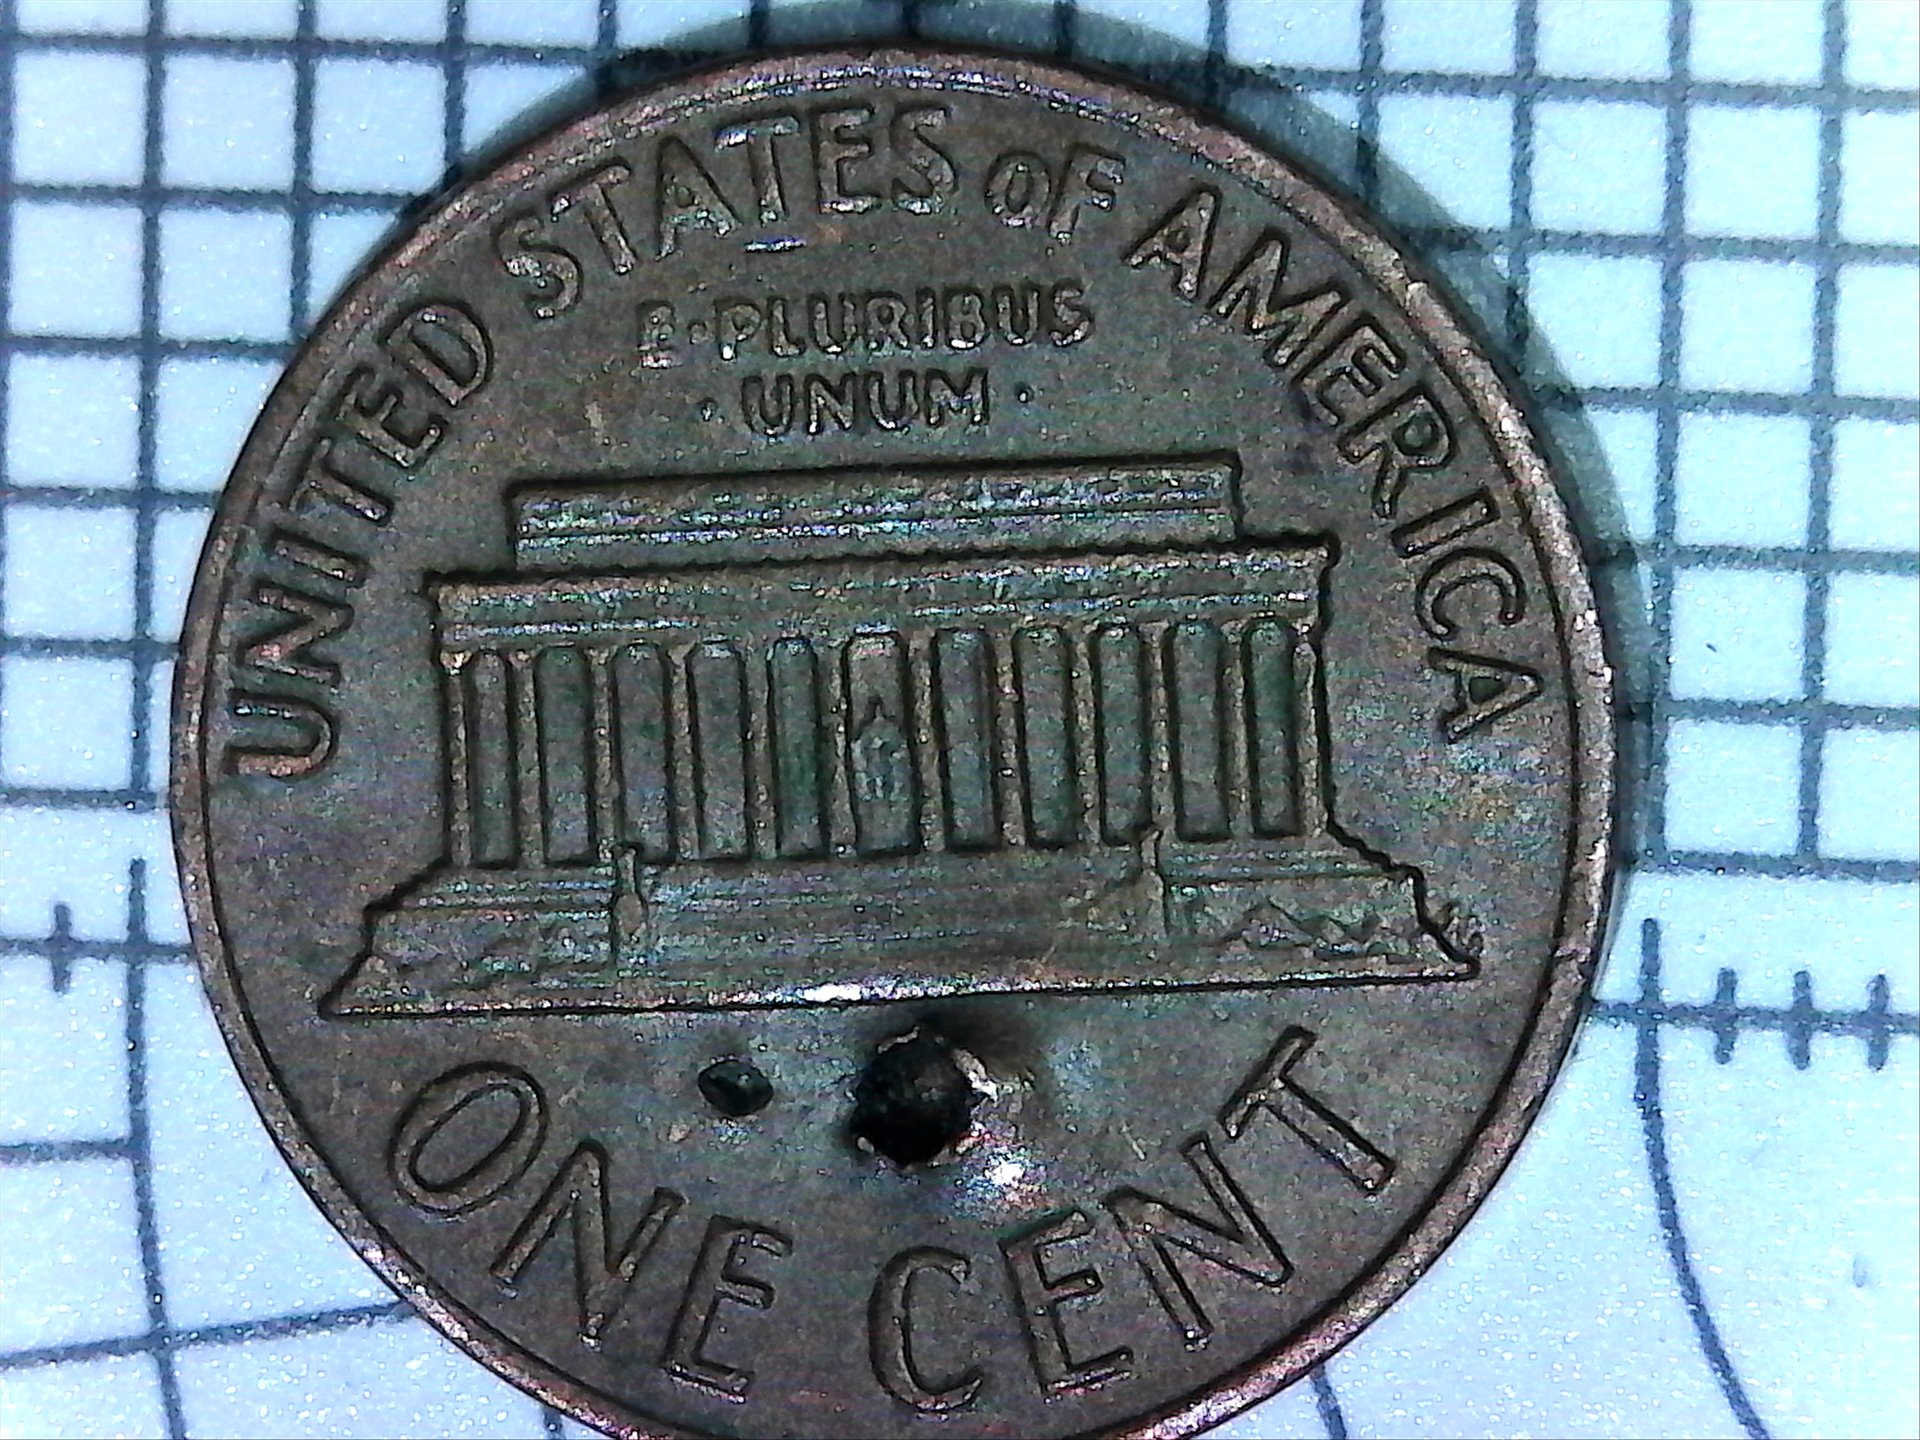 UNITED STATES OF AMERICA
E·PLURIBUS
·UNUM·
ONE CENT